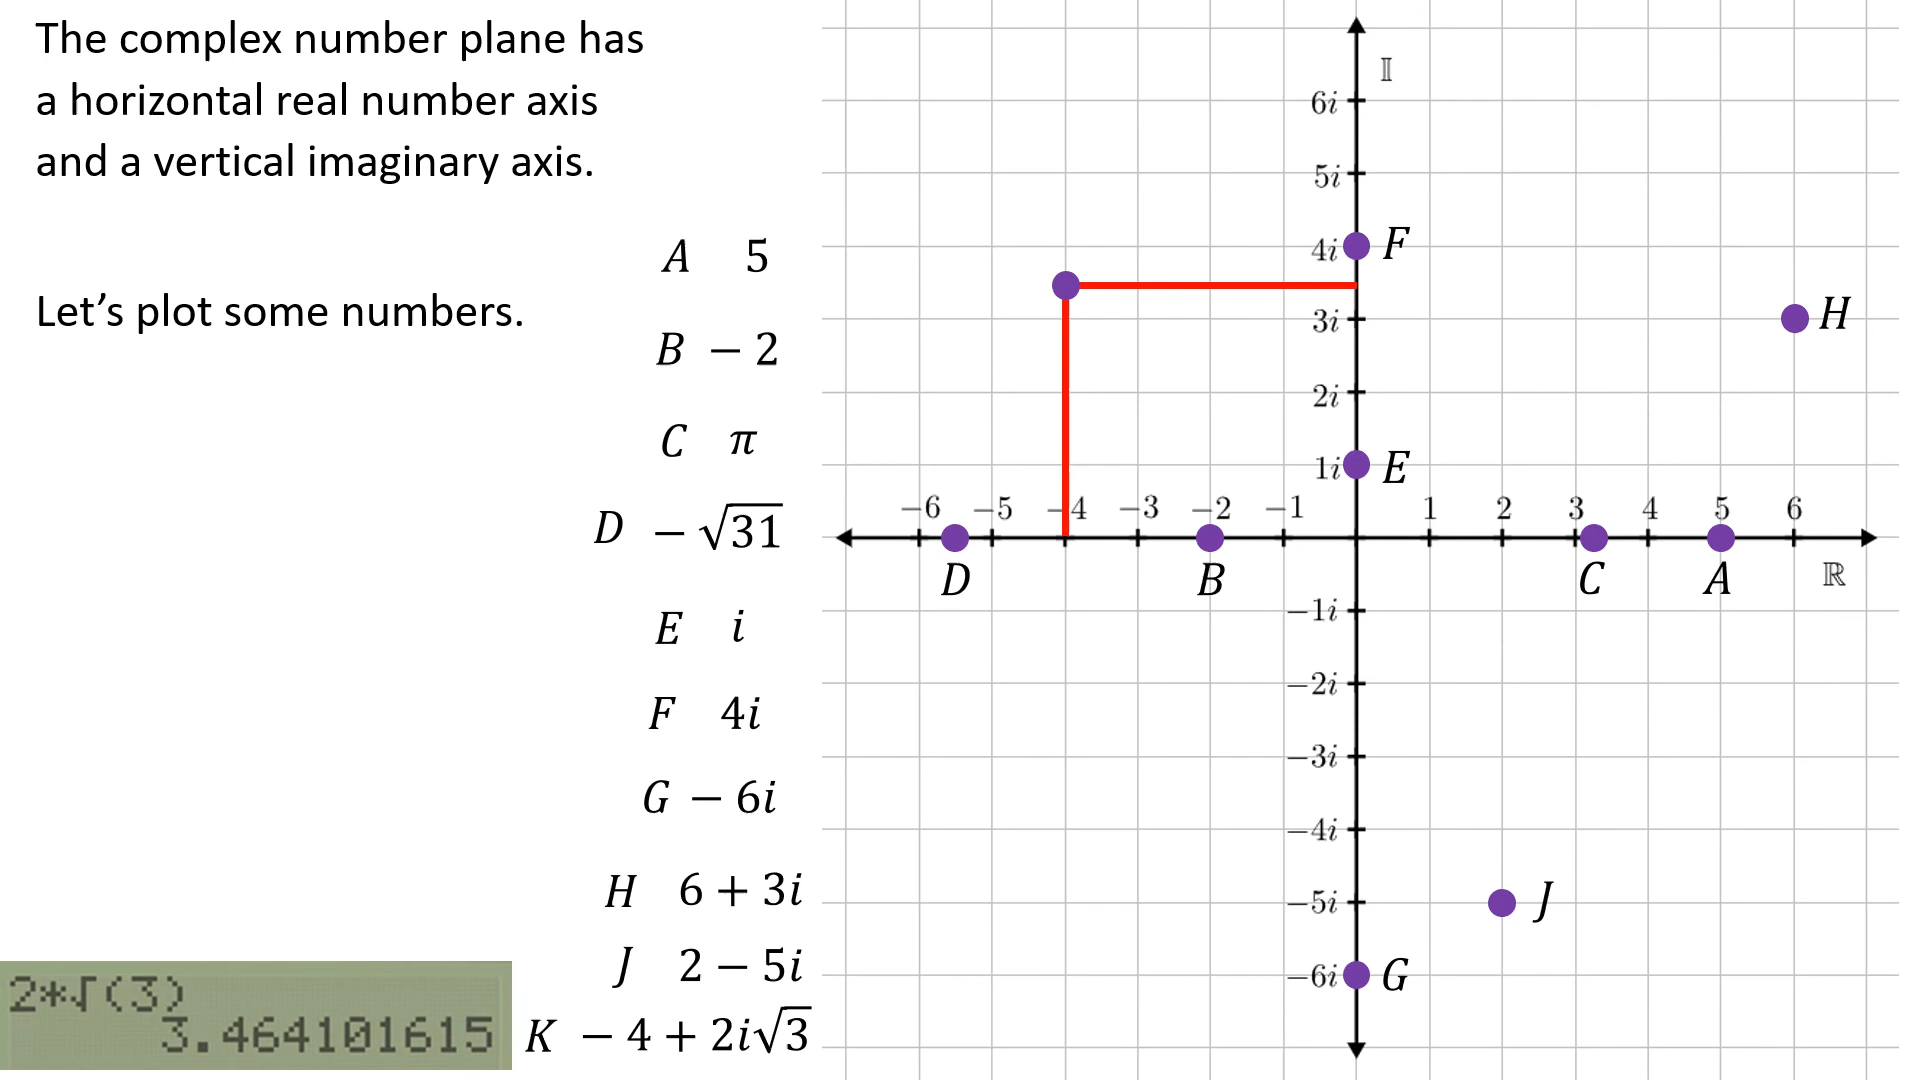 The complex number plane has
a horizontal real number axis
and a vertical imaginary axis.
Let’s plot some numbers.
A 5
B − 2
C π
D − √31
E i
F 4i
G − 6i
H 6 + 3i
J 2 − 5i
K − 4 + 2i√3
2*√(3)
3.464101615
𝕀
6i
5i
4i F
3i H
2i
1i E
−6 −5 −4 −3 −2 −1 1 2 3 4 5 6
D B C A ℝ
−1i
−2i
−3i
−4i
−5i J
−6i G